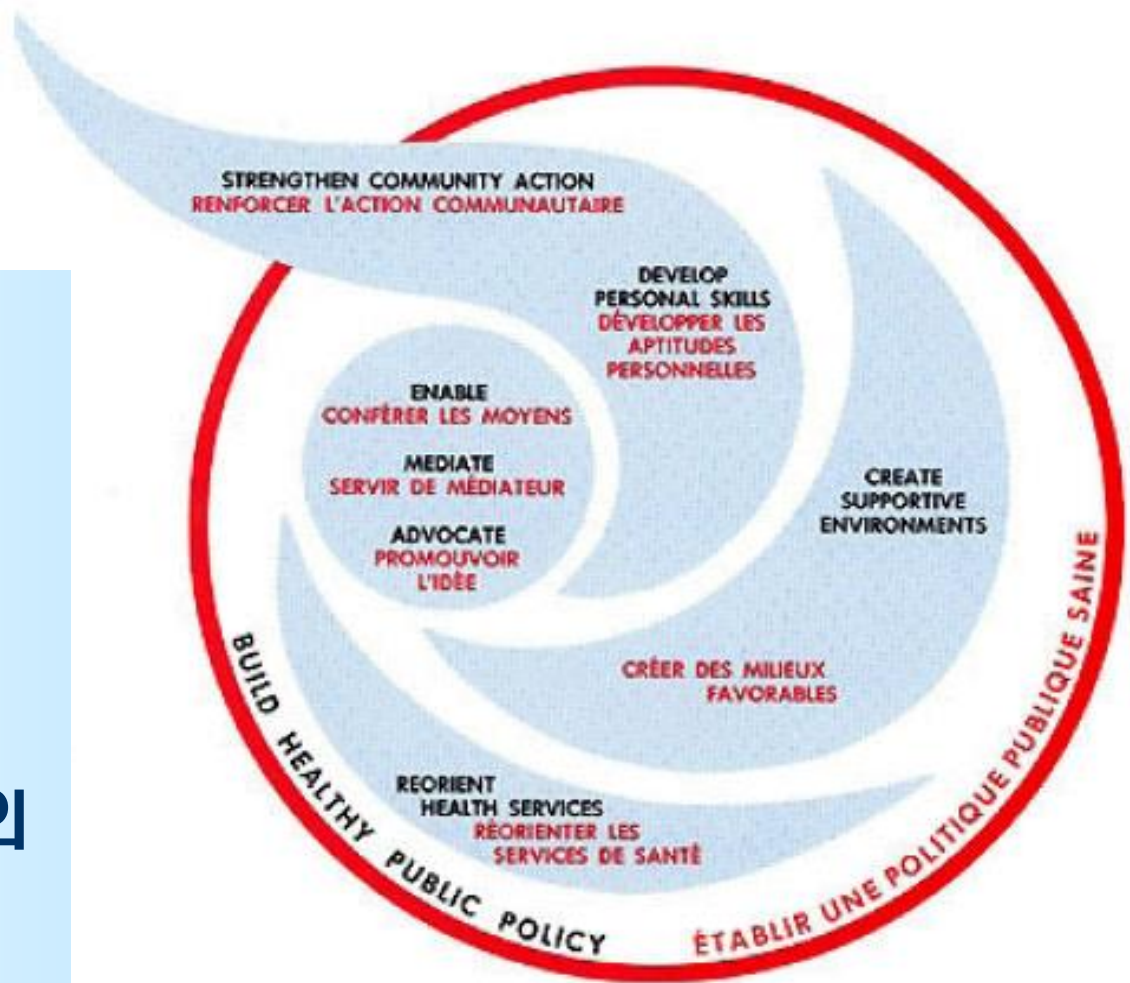 STRENGTHEN COMMUNITY ACTION
RENFORCER L'ACTION COMMUNAUTAIRE
DEVELOP
PERSONAL SKILLS
DÉVELOPPER LES
APTITUDES
PERSONNELLES
ENABLE
CONFÉRER LES MOYENS
MEDIATE
SERVIR DE MÉDIATEUR
ADVOCATE
PROMOUVOIR
L'IDÈE
CREATE
SUPPORTIVE
ENVIRONMENTS
CRÉER DES MILIEUX
FAVORABLES
REORIENT
HEALTH SERVICES
RÉORIENTER LES
SERVICES DE SANTÉ
BUILD HEALTHY PUBLIC POLICY
ÉTABLIR UNE POLITIQUE PUBLIQUE SAINE